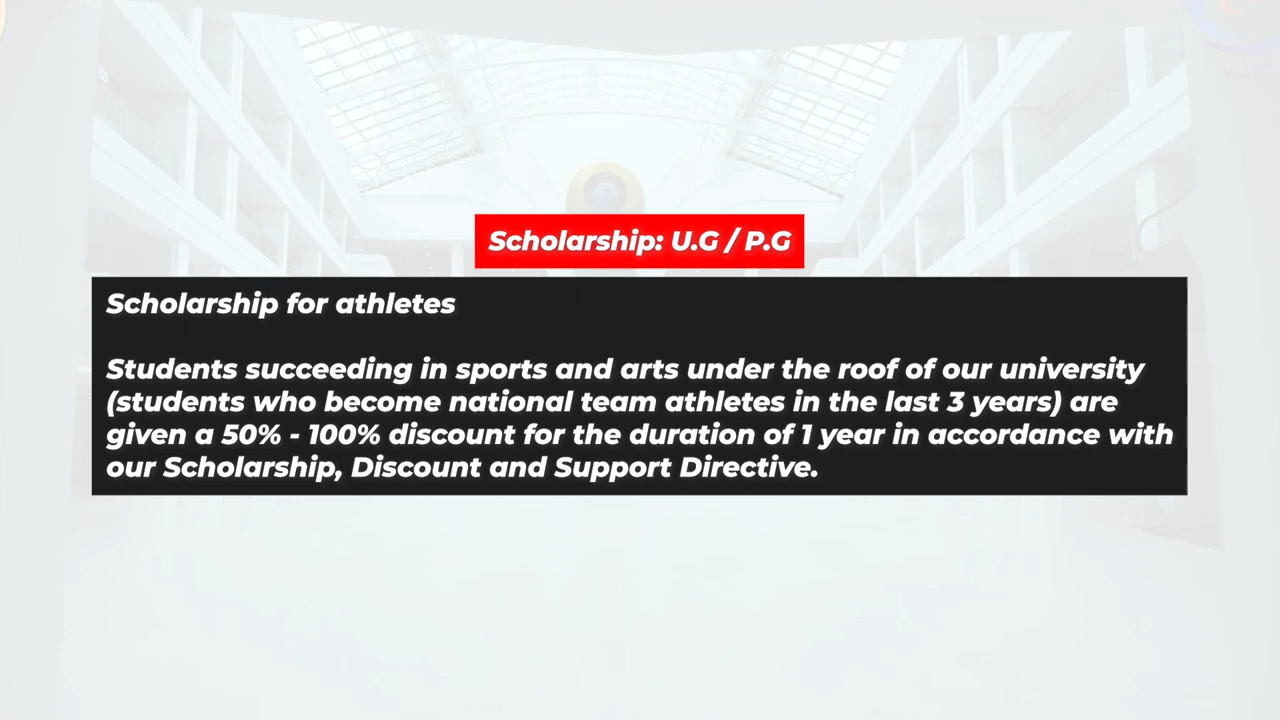 Scholarship: U.G / P.G
Scholarship for athletes
Students succeeding in sports and arts under the roof of our university
(students who become national team athletes in the last 3 years) are
given a 50% - 100% discount for the duration of 1 year in accordance with
our Scholarship, Discount and Support Directive.